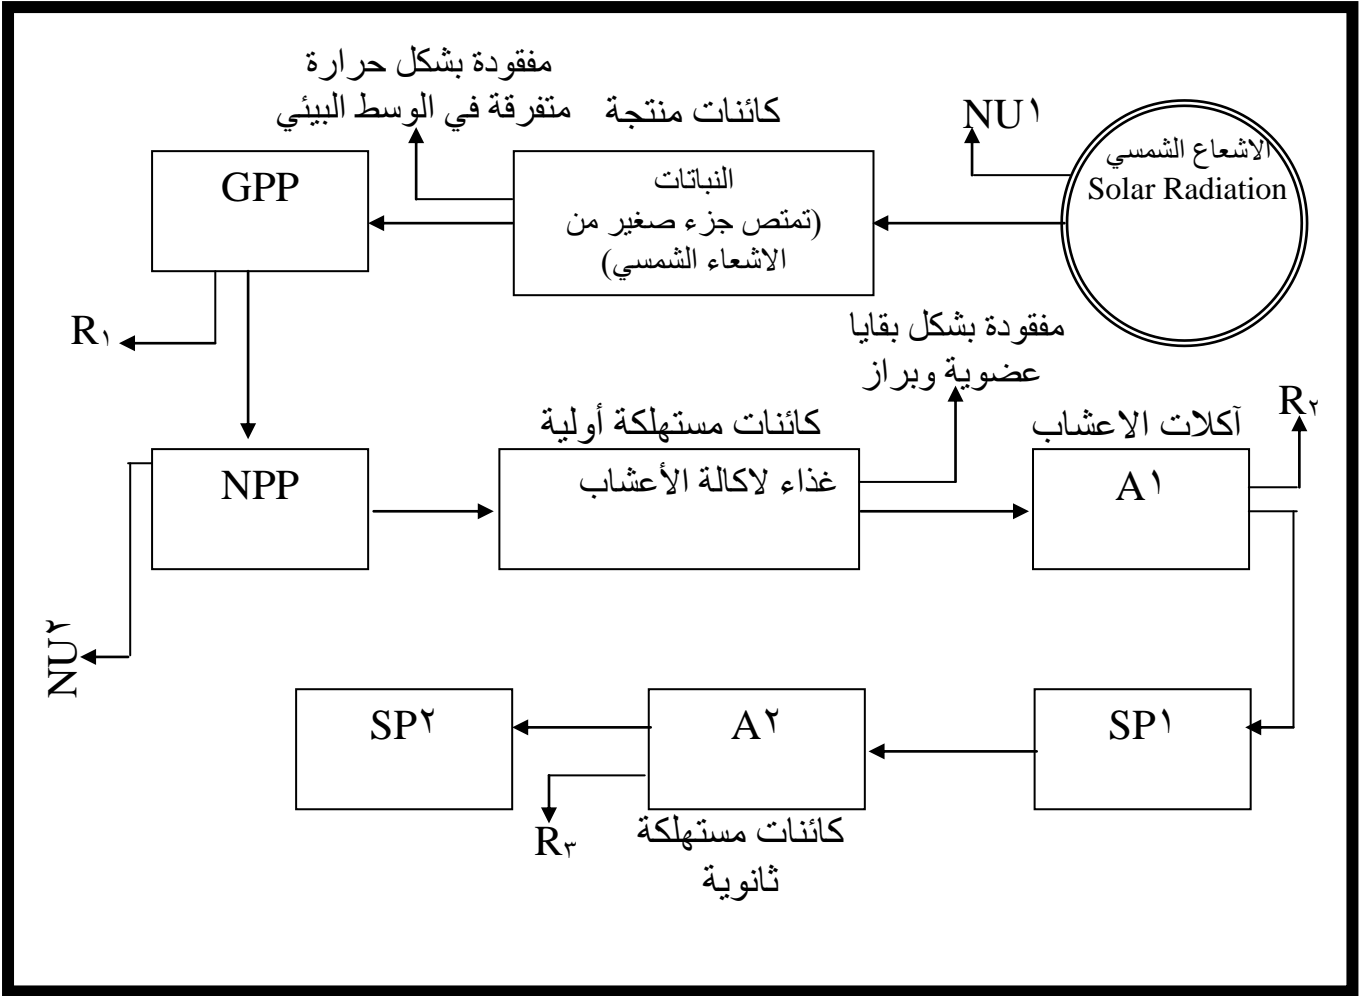 مفقودة بشكل حرارة
متفرقة في الوسط البيئي
كائنات منتجة
NU١
الاشعاع الشمسي
Solar Radiation
النباتات
(تمتص جزء صغير من
الاشعاء الشمسي)
GPP
R١
مفقودة بشكل بقايا
عضوية وبراز
كائنات مستهلكة أولية
آكلات الاعشاب
R٢
NPP
غذاء لاكالة الأعشاب
A١
NU٢
SP٢
A٢
SP١
R٣
كائنات مستهلكة
ثانوية